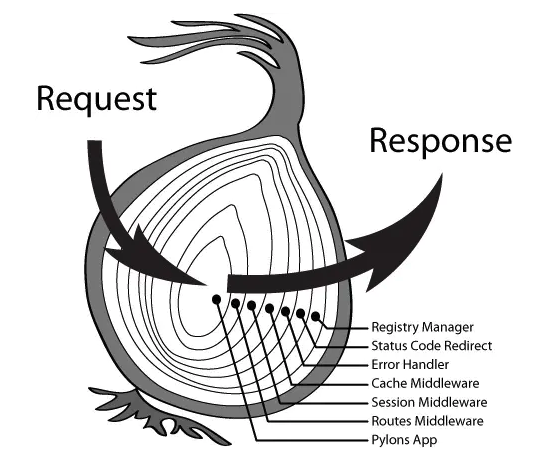 Request
Response
Registry Manager
Status Code Redirect
Error Handler
Cache Middleware
Session Middleware
Routes Middleware
Pylons App